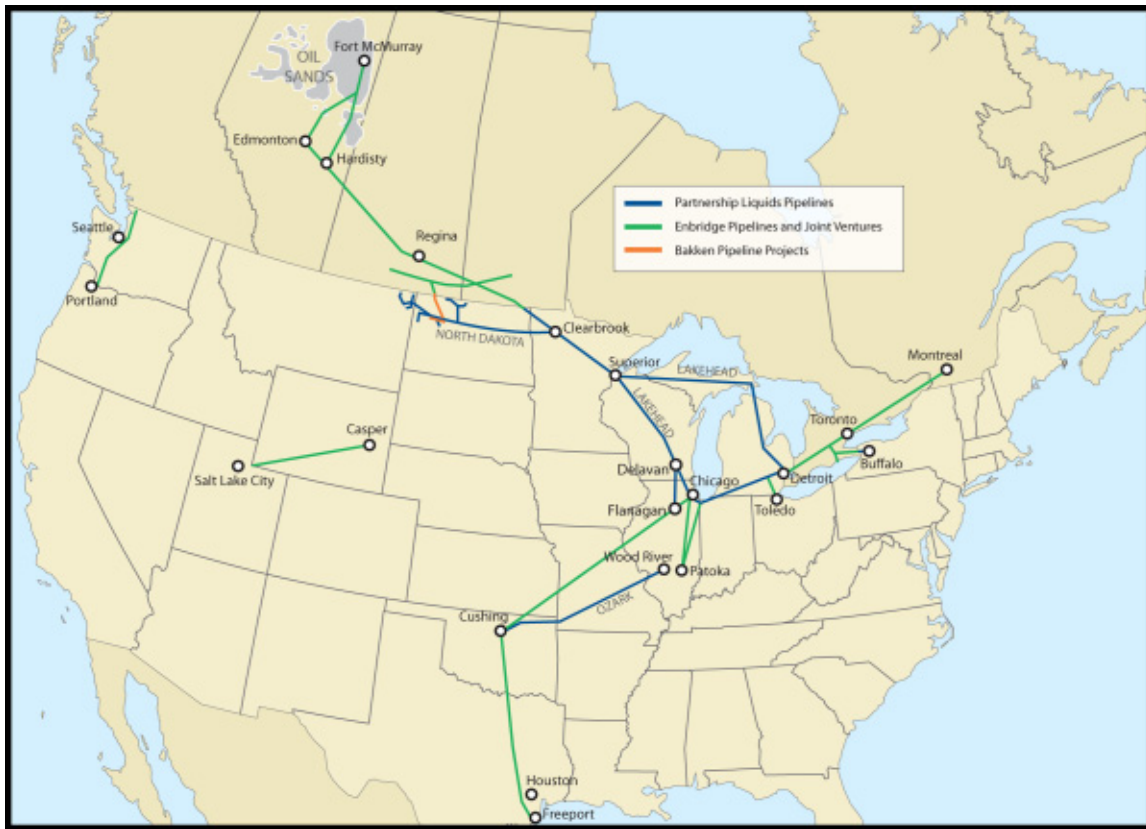 Fort McMurray
OIL
SANDS
Edmonton
Hardisty
Partnership Liquids Pipelines
Enbridge Pipelines and Joint Ventures
Bakken Pipeline Projects
Seattle
Regina
Portland
Clearbrook
NORTH DAKOTA
Superior
LAKEHEAD
Montreal
LAKEHEAD
Toronto
Casper
Buffalo
Salt Lake City
Delavan
Chicago
Detroit
Flanagan
Toledo
Wood River
Patoka
OZARK
Cushing
Houston
Freeport